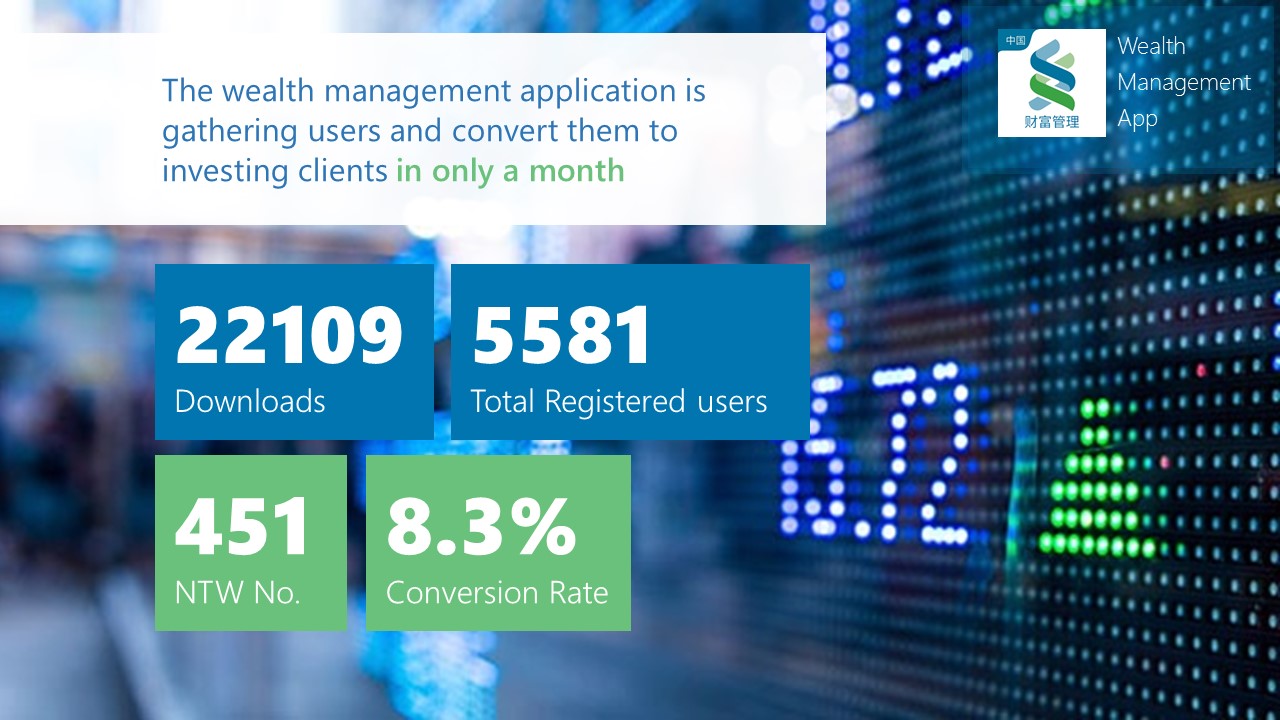 The wealth management application is
gathering users and convert them to
investing clients in only a month
中国
财富管理
Wealth
Management
App
22109
Downloads
5581
Total Registered users
451
NTW No.
8.3%
Conversion Rate